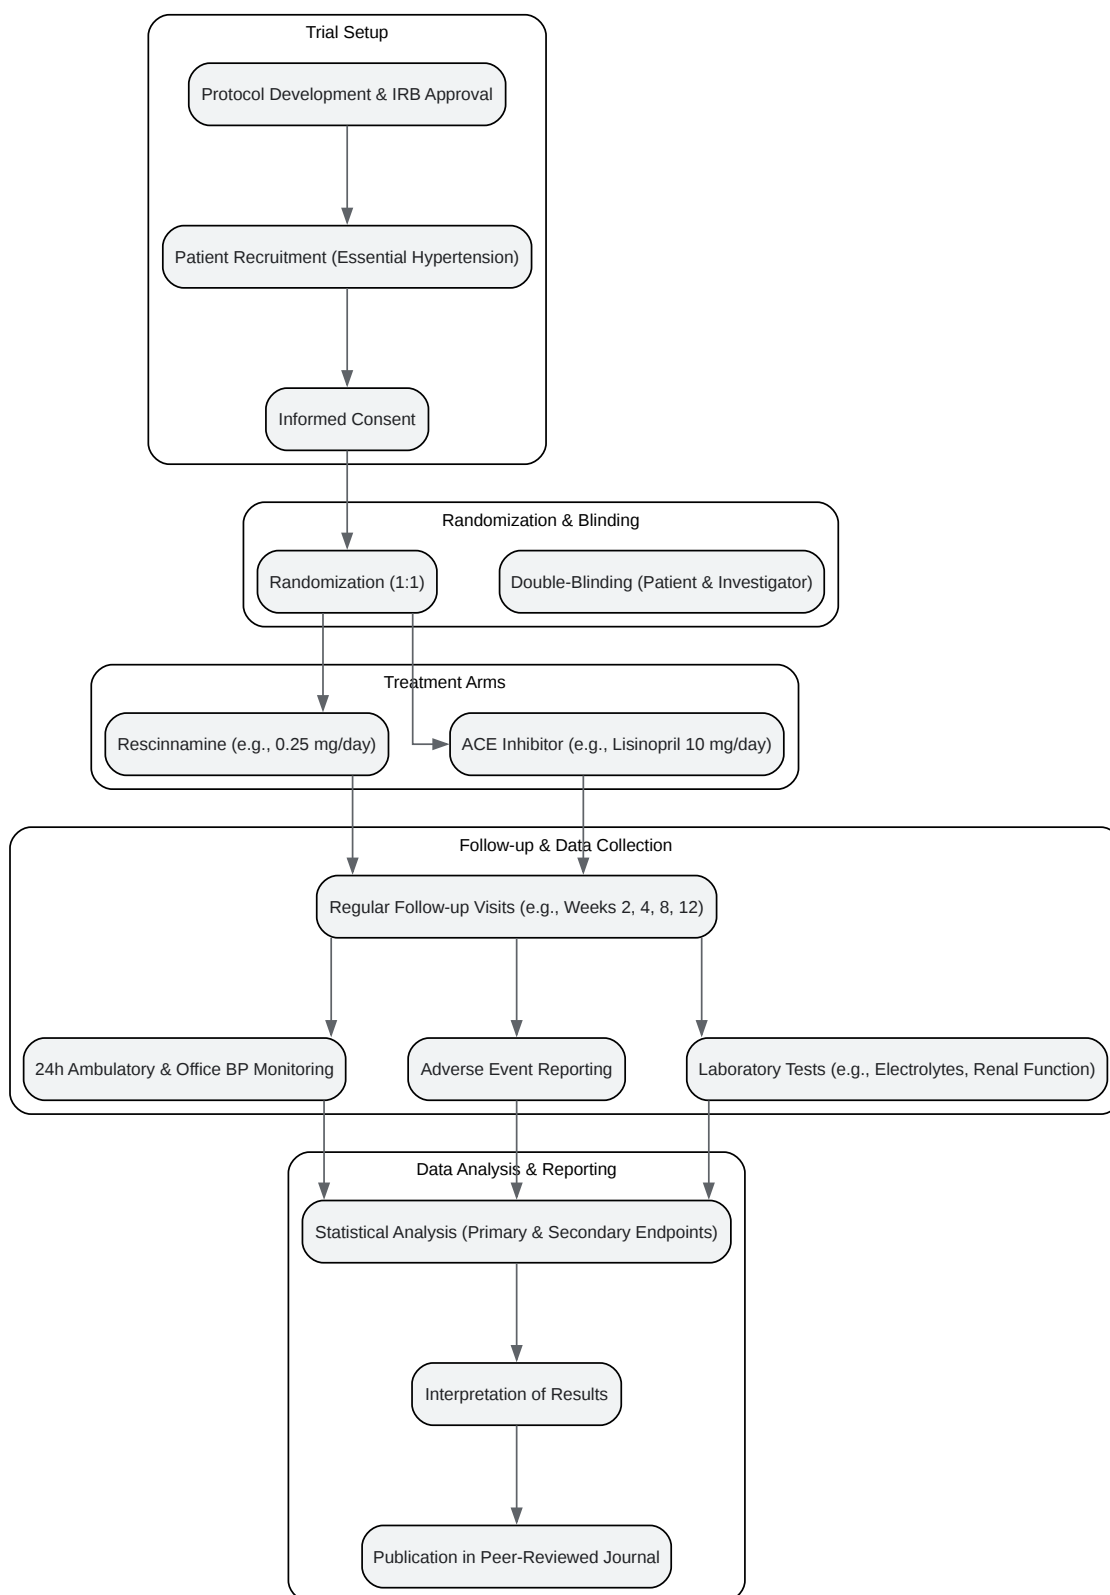 Trial Setup
Protocol Development & IRB Approval
Patient Recruitment (Essential Hypertension)
Informed Consent
Randomization & Blinding
Randomization (1:1)
Double-Blinding (Patient & Investigator)
Treatment Arms
Rescinnamine (e.g., 0.25 mg/day)
ACE Inhibitor (e.g., Lisinopril 10 mg/day)
Follow-up & Data Collection
Regular Follow-up Visits (e.g., Weeks 2, 4, 8, 12)
24h Ambulatory & Office BP Monitoring
Adverse Event Reporting
Laboratory Tests (e.g., Electrolytes, Renal Function)
Data Analysis & Reporting
Statistical Analysis (Primary & Secondary Endpoints)
Interpretation of Results
Publication in Peer-Reviewed Journal